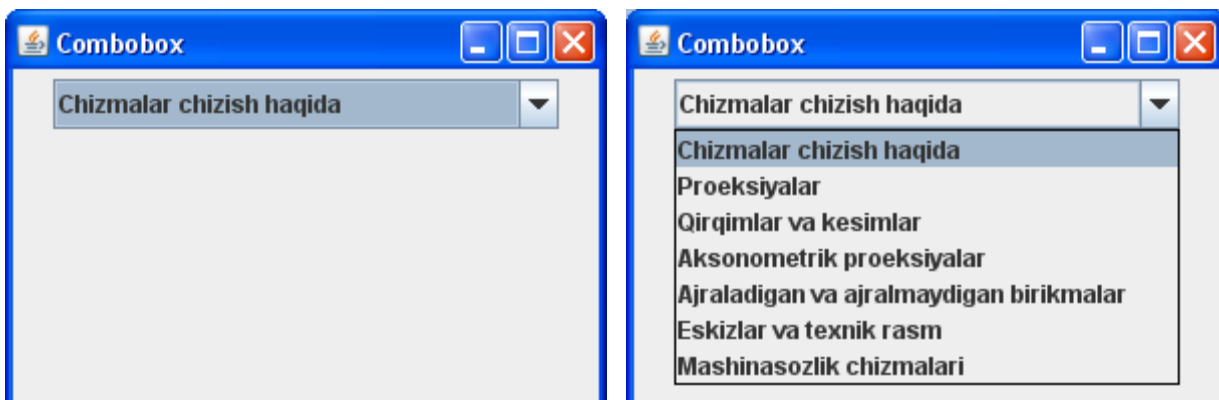 Combobox
Chizmalar chizish haqida
Combobox
Chizmalar chizish haqida
Chizmalar chizish haqida
Proeksiyalar
Qirqimlar va kesimlar
Aksonometrik proeksiyalar
Ajraladigan va ajralmaydigan birikmalar
Eskizlar va texnik rasm
Mashinasozlik chizmalari